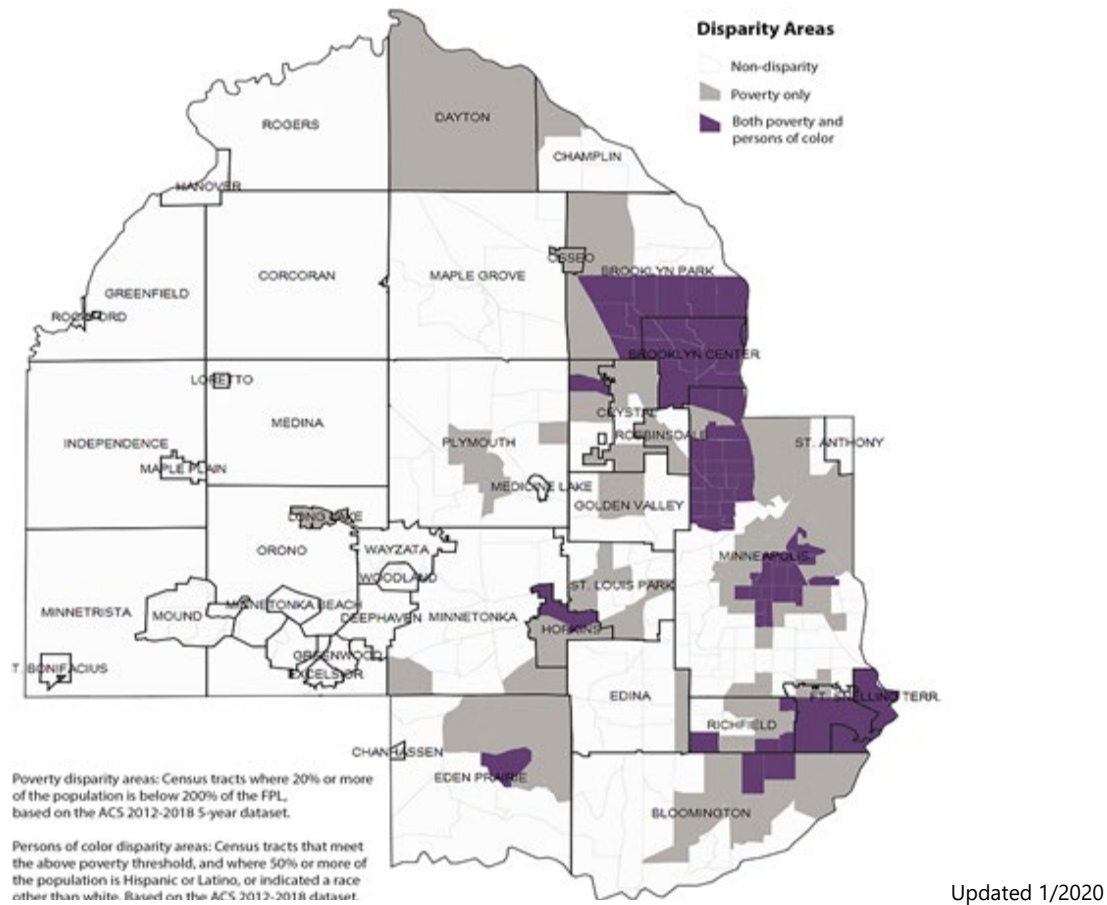 Disparity Areas
Non-disparity
Poverty only
Both poverty and
persons of color
DAYTON
ROGERS
CHAMPLIN
HANOVER
OSSEO
BROOKLYN PARK
CORCORAN
MAPLE GROVE
GREENFIELD
ROCKFORD
BROOKLYN CENTER
LORETTO
CRYSTAL
MEDINA
ROBBINSDALE
INDEPENDENCE
PLYMOUTH
ST. ANTHONY
MAPLE PLAIN
MEDICINE LAKE
GOLDEN VALLEY
LONG LAKE
ORONO
WAYZATA
MINNEAPOLIS
WOODLAND
ST. LOUIS PARK
MINNETRISTA
MOUND
MINNETONKA BEACH
DEEPHAVEN
MINNETONKA
HOPKINS
GREENWOOD
T. BONIFACIUS
EXCELSIOR
EDINA
FT. SNELLING TERR.
RICHFIELD
CHANHASSEN
EDEN PRAIRIE
BLOOMINGTON
Poverty disparity areas: Census tracts where 20% or more
of the population is below 200% of the FPL,
based on the ACS 2012-2018 5-year dataset.
Persons of color disparity areas: Census tracts that meet
the above poverty threshold, and where 50% or more of
the population is Hispanic or Latino, or indicated a race
other than white. Based on the ACS 2012-2018 dataset.
Updated 1/2020